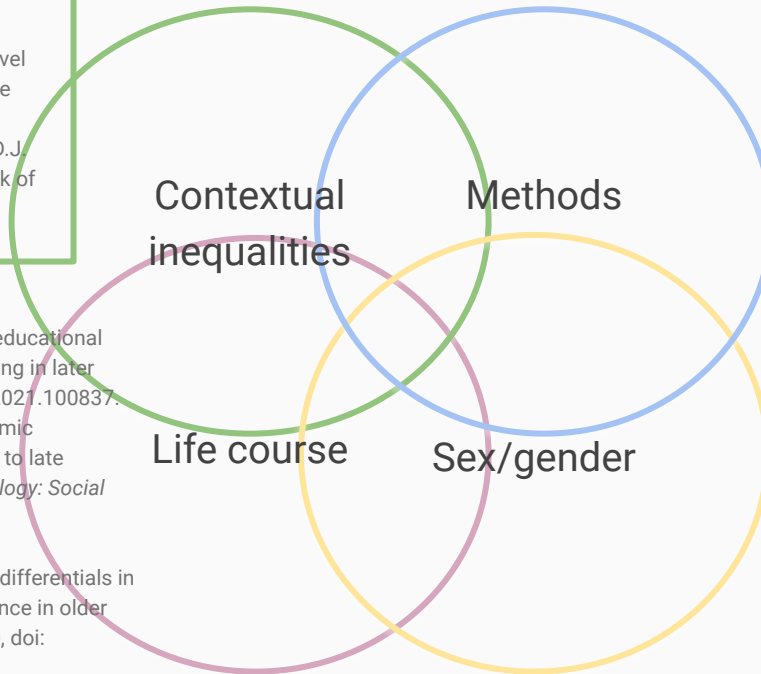 vel
e
D.J.
k of
Contextual
inequalities
Methods
educational
ng in later
021.100837.
mic
to late
logy: Social
Life course
Sex/gender
differentials in
nce in older
, doi: